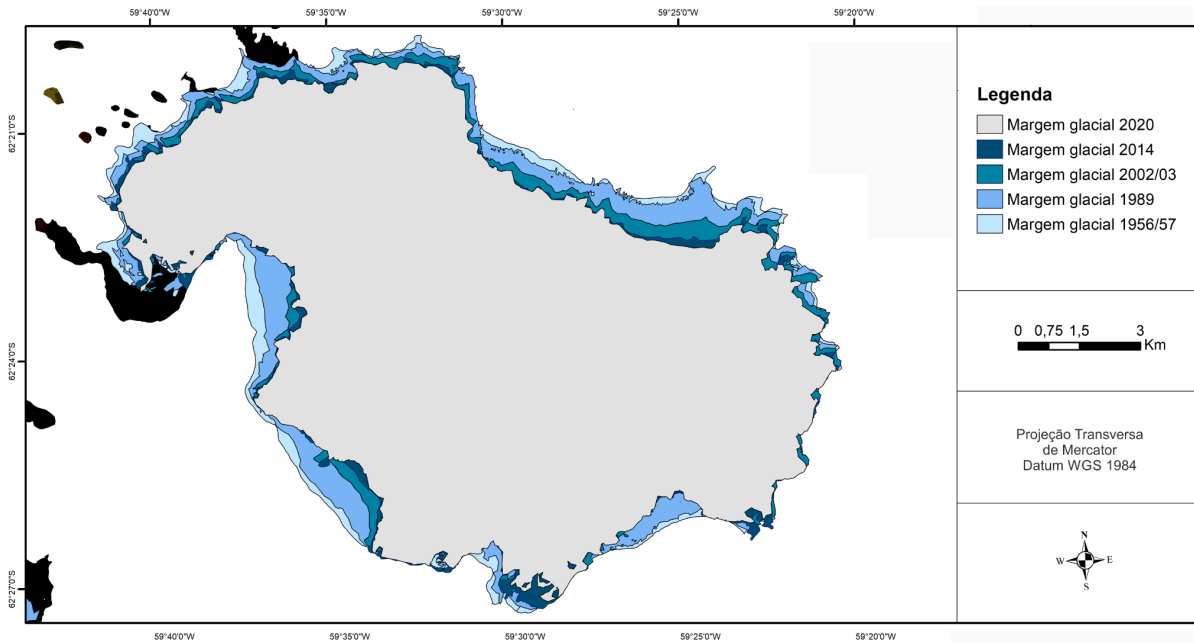 59°40'0"W 59°35'0"W 59°30'0"W 59°25'0"W 59°20'0"W
62°21'0"S
62°24'0"S
62°27'0"S
59°40'0"W 59°35'0"W 59°30'0"W 59°25'0"W 59°20'0"W
Legenda
Margem glacial 2020
Margem glacial 2014
Margem glacial 2002/03
Margem glacial 1989
Margem glacial 1956/57
0 0,75 1,5 3
Km
Projeção Transversa
de Mercator
Datum WGS 1984
N
W E
S